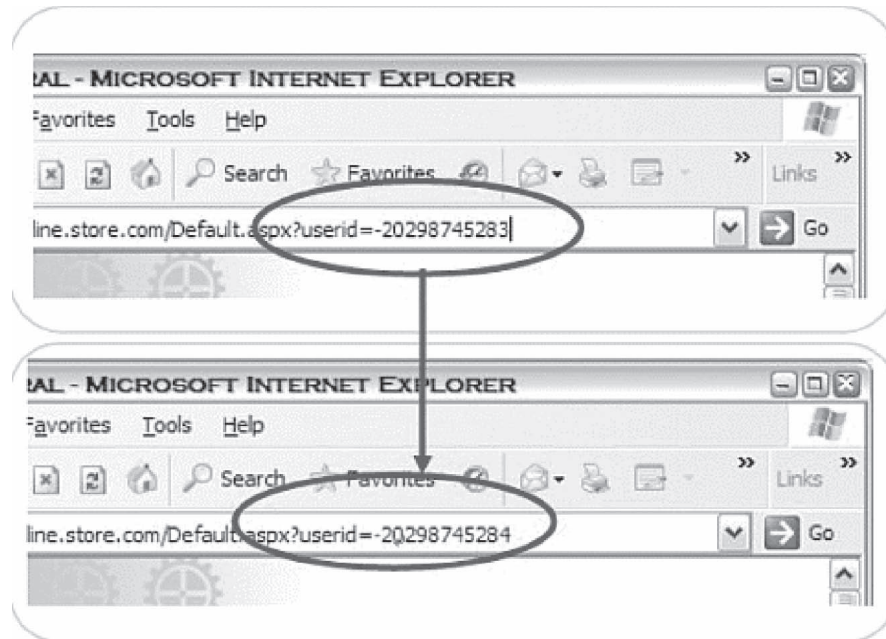 RAL - MICROSOFT INTERNET EXPLORER
Favorites Tools Help
Search Favorites » Links »
line.store.com/Default.aspx?userid=-20298745283 Go
RAL - MICROSOFT INTERNET EXPLORER
Favorites Tools Help
Search Favorites » Links »
line.store.com/Default.aspx?userid=-20298745284 Go